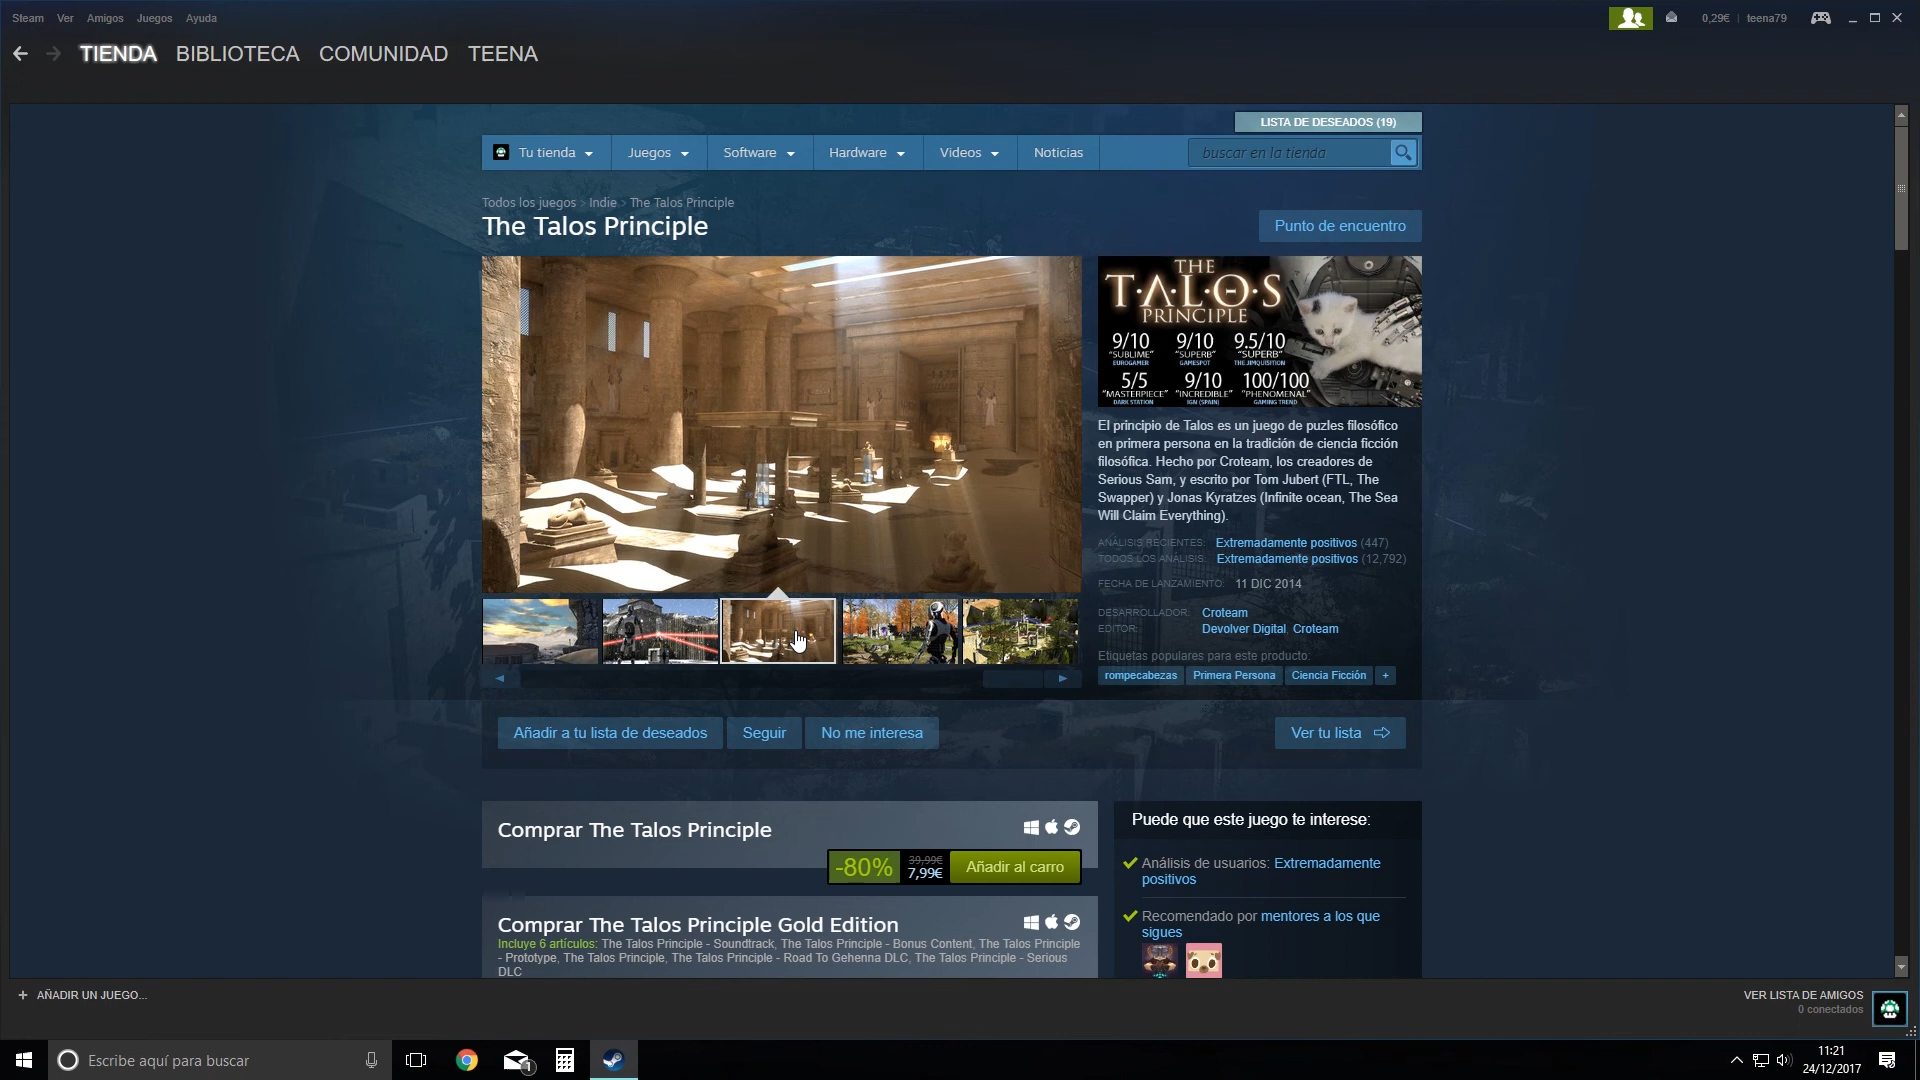 Steam Ver Amigos Juegos Ayuda
0,29€ | teena79
TIENDA BIBLIOTECA COMUNIDAD TEENA
LISTA DE DESEADOS (19)
Tu tienda Juegos Software Hardware Videos Noticias
buscar en la tienda
Todos los juegos > Indie > The Talos Principle
The Talos Principle
Punto de encuentro
THE
TALOS
PRINCIPLE
9/10 9/10 9.5/10
"SUBLIME" "SUPERB" "SUPERB"
EUROGAMER GAMESPOT THE JIMQUISITION
5/5 9/10 100/100
"MASTERPIECE" "INCREDIBLE" "PHENOMENAL"
DARK STATION IGN (SPAIN) GAMING TREND
El principio de Talos es un juego de puzles filosófico
en primera persona en la tradición de ciencia ficción
filosófica. Hecho por Croteam, los creadores de
Serious Sam, y escrito por Tom Jubert (FTL, The
Swapper) y Jonas Kyratzes (Infinite ocean, The Sea
Will Claim Everything).
ANÁLISIS RECIENTES: Extremadamente positivos (447)
TODOS LOS ANÁLISIS: Extremadamente positivos (12,792)
FECHA DE LANZAMIENTO: 11 DIC 2014
DESARROLLADOR: Croteam
EDITOR: Devolver Digital, Croteam
Etiquetas populares para este producto:
rompecabezas Primera Persona Ciencia Ficción +
Añadir a tu lista de deseados Seguir No me interesa
Ver tu lista
Comprar The Talos Principle
-80% 39,99€ 7,99€ Añadir al carro
Comprar The Talos Principle Gold Edition
Incluye 6 artículos: The Talos Principle - Soundtrack, The Talos Principle - Bonus Content, The Talos Principle
- Prototype, The Talos Principle, The Talos Principle - Road To Gehenna DLC, The Talos Principle - Serious
DLC
Puede que este juego te interese:
Análisis de usuarios: Extremadamente
positivos
Recomendado por mentores a los que
sigues
+ AÑADIR UN JUEGO...
VER LISTA DE AMIGOS
0 conectados
Escribe aquí para buscar
1
11:21
24/12/2017